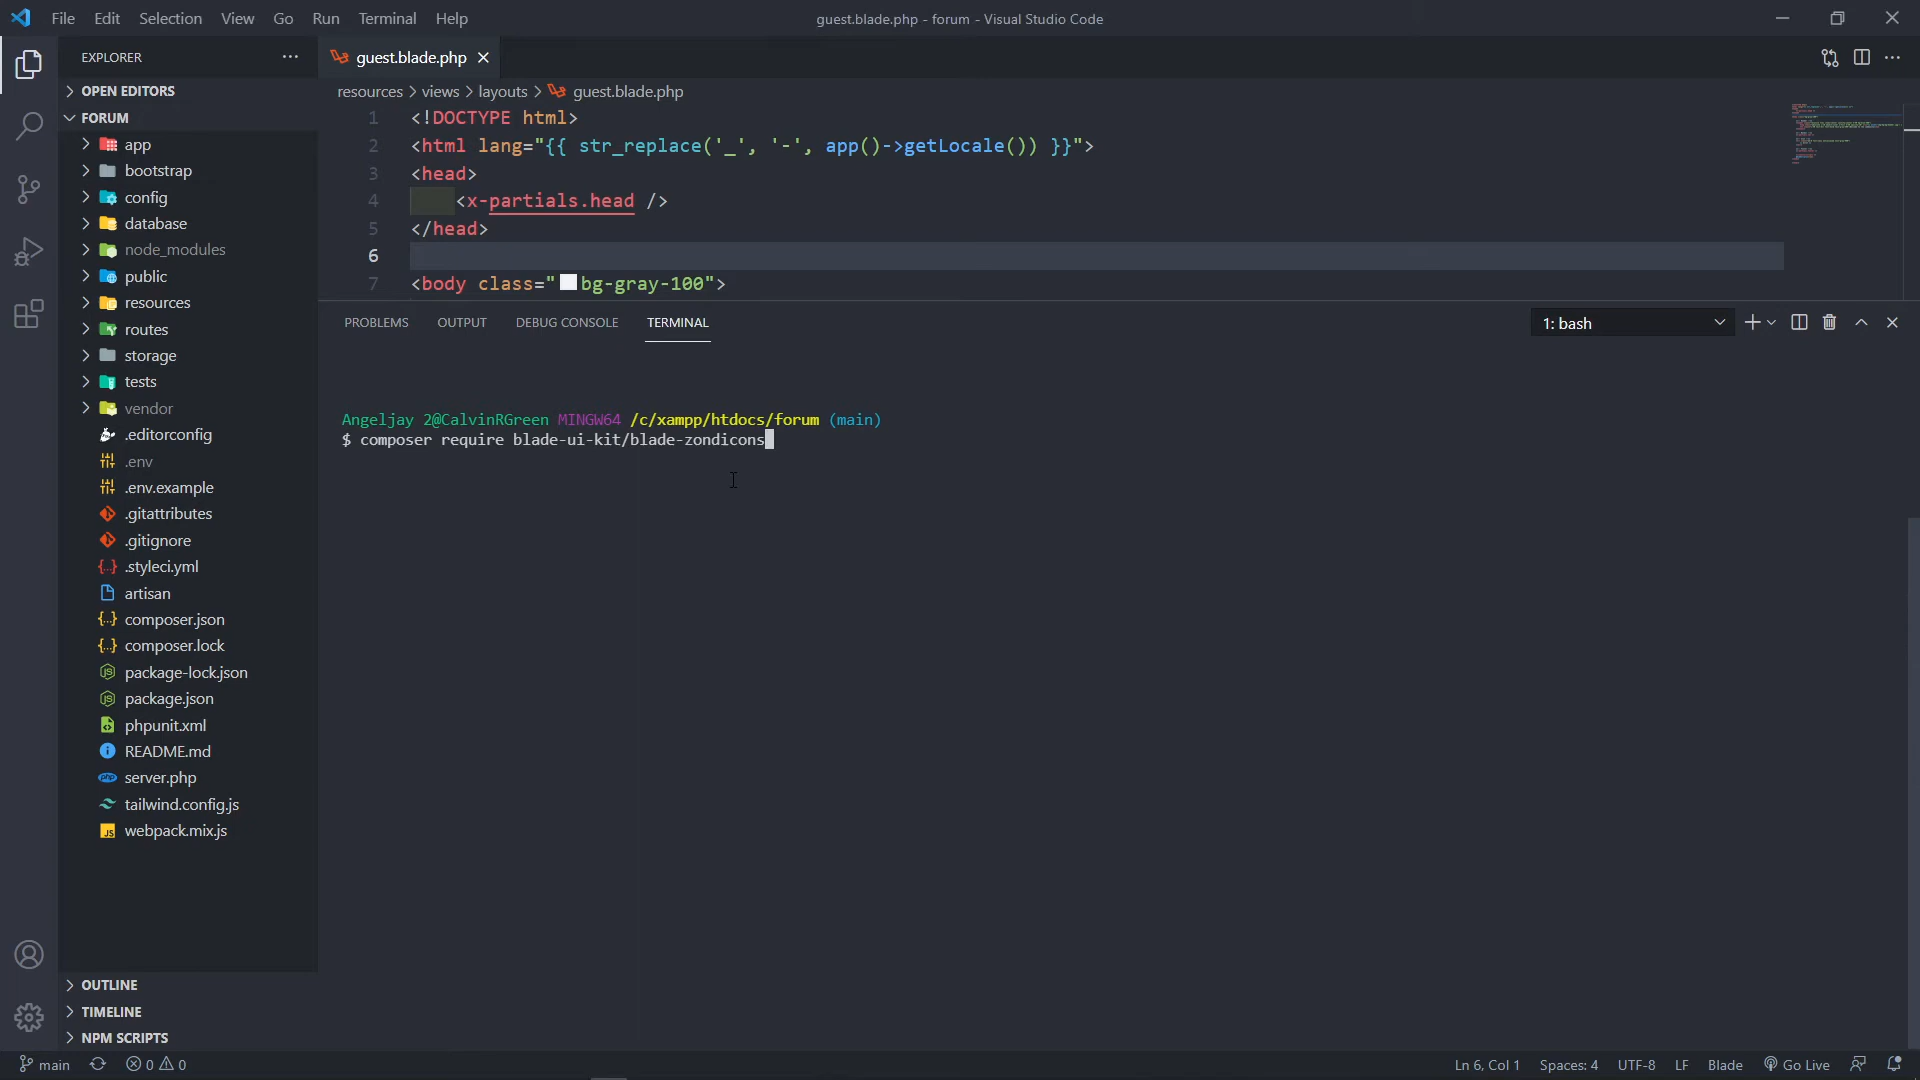 File Edit Selection View Go Run Terminal Help
guest.blade.php - forum - Visual Studio Code
EXPLORER
guest.blade.php
OPEN EDITORS
resources > views > layouts > guest.blade.php
FORUM
app
bootstrap
config
database
node_modules
public
resources
routes
storage
tests
vendor
.editorconfig
.env
.env.example
.gitattributes
.gitignore
.styleci.yml
artisan
composer.json
composer.lock
package-lock.json
package.json
phpunit.xml
README.md
server.php
tailwind.config.js
webpack.mix.js
OUTLINE
TIMELINE
NPM SCRIPTS
1 <!DOCTYPE html>
2 <html lang="{{ str_replace('_', '-', app()->getLocale()) }}">
3 <head>
4 <x-partials.head />
5 </head>
6
7 <body class="bg-gray-100">
PROBLEMS OUTPUT DEBUG CONSOLE TERMINAL
1: bash
Angeljay 2@CalvinRGreen MINGW64 /c/xampp/htdocs/forum (main)
$ composer require blade-ui-kit/blade-zondicons
main 0 0
Ln 6, Col 1 Spaces: 4 UTF-8 LF Blade Go Live